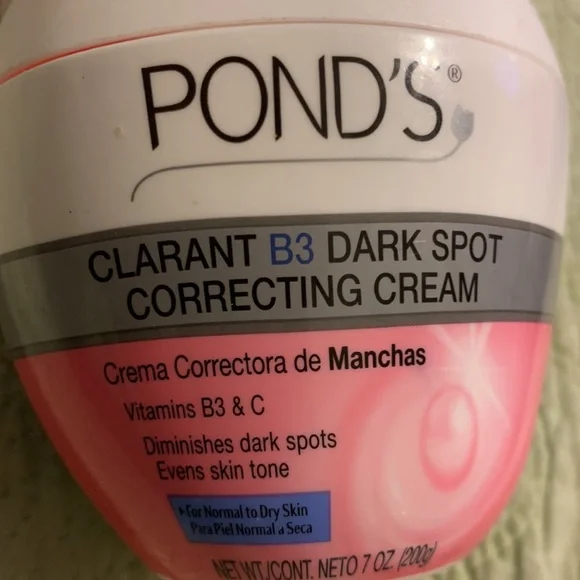 POND'S®
CLARANT B3 DARK SPOT
CORRECTING CREAM
Crema Correctora de Manchas
Vitamins B3 & C
Diminishes dark spots
Evens skin tone
For Normal to Dry Skin
Para Piel Normal a Seca
NET WT./CONT. NETO 7 OZ. (200g)